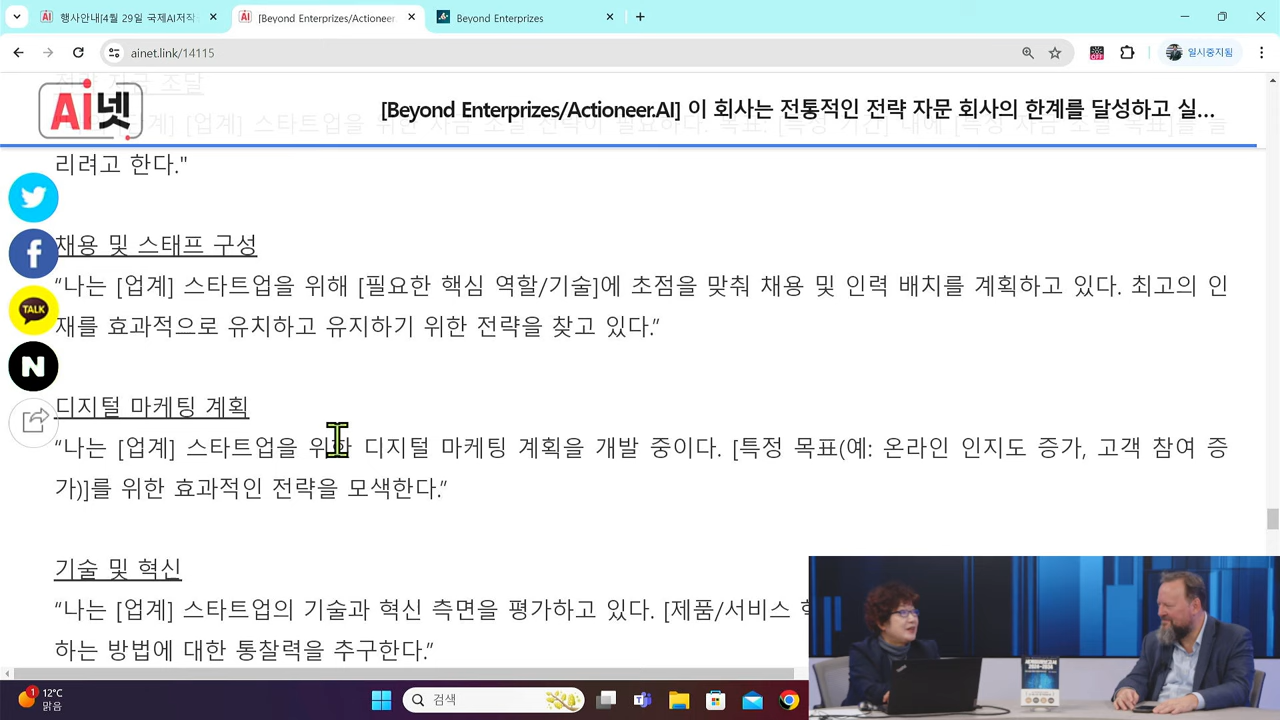 행사안내[4월 29일 국제AI저작
[Beyond Enterprizes/Actioneer
Beyond Enterprizes
ainet.link/14115
OFF
일시중지됨
전략 자금 조달
Ai넷
[Beyond Enterprizes/Actioneer.AI] 이 회사는 전통적인 전략 자문 회사의 한계를 달성하고 실...
리려고 한다."
채용 및 스태프 구성
“나는 [업계] 스타트업을 위해 [필요한 핵심 역할/기술]에 초점을 맞춰 채용 및 인력 배치를 계획하고 있다. 최고의 인
재를 효과적으로 유치하고 유지하기 위한 전략을 찾고 있다.”
TALK
N
디지털 마케팅 계획
“나는 [업계] 스타트업을 위한 디지털 마케팅 계획을 개발 중이다. [특정 목표(예: 온라인 인지도 증가, 고객 참여 증
가)]를 위한 효과적인 전략을 모색한다.”
기술 및 혁신
“나는 [업계] 스타트업의 기술과 혁신 측면을 평가하고 있다. [제품/서비스
하는 방법에 대한 통찰력을 추구한다.”
1
12°C
맑음
검색